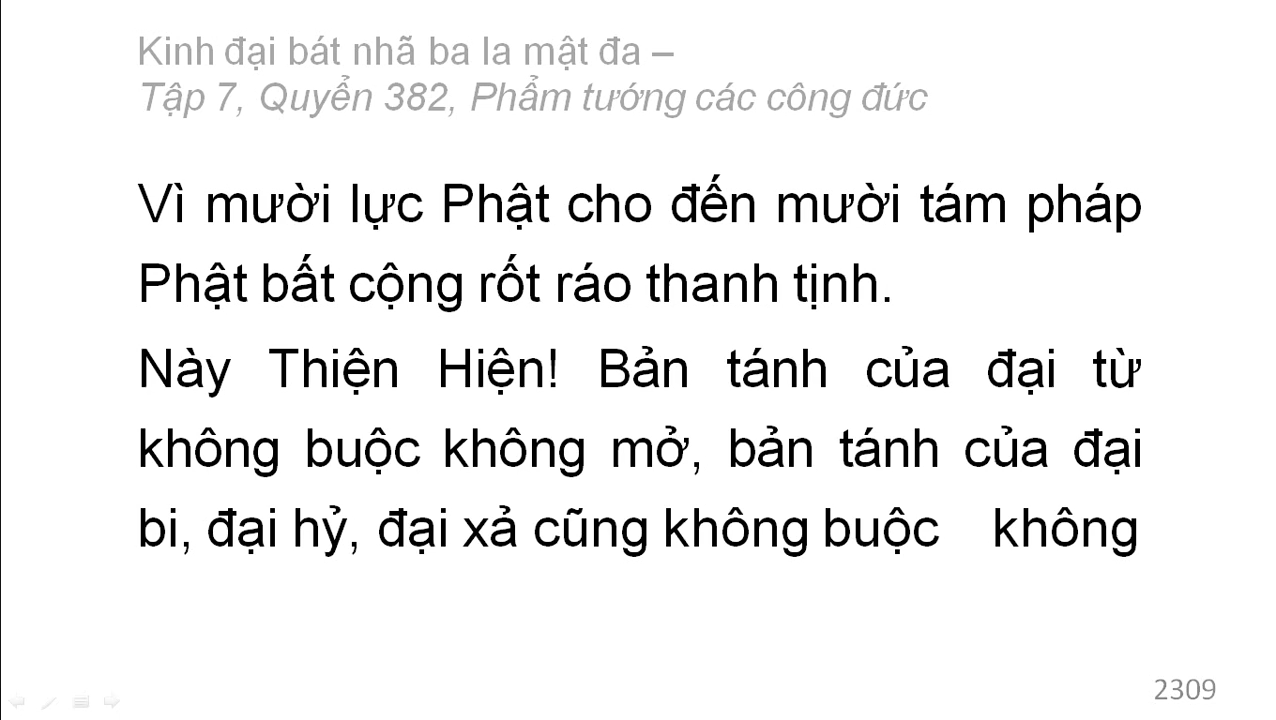 Kinh đại bát nhã ba la mật đa –
Tập 7, Quyển 382, Phẩm tướng các công đức
Vì mười lực Phật cho đến mười tám pháp
Phật bất cộng rốt ráo thanh tịnh.
Này Thiện Hiện! Bản tánh của đại từ
không buộc không mở, bản tánh của đại
bi, đại hỷ, đại xả cũng không buộc không
2309